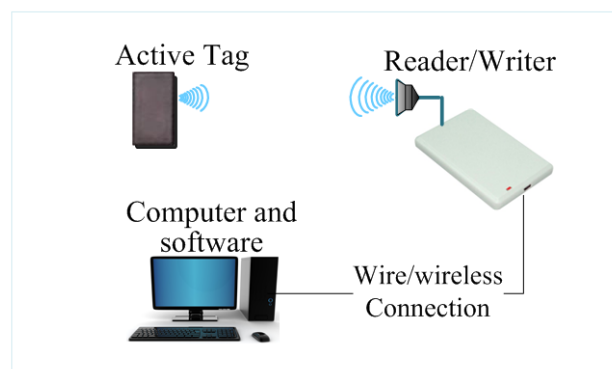 Active Tag
Reader/Writer
Computer and
software
Wire/wireless
Connection